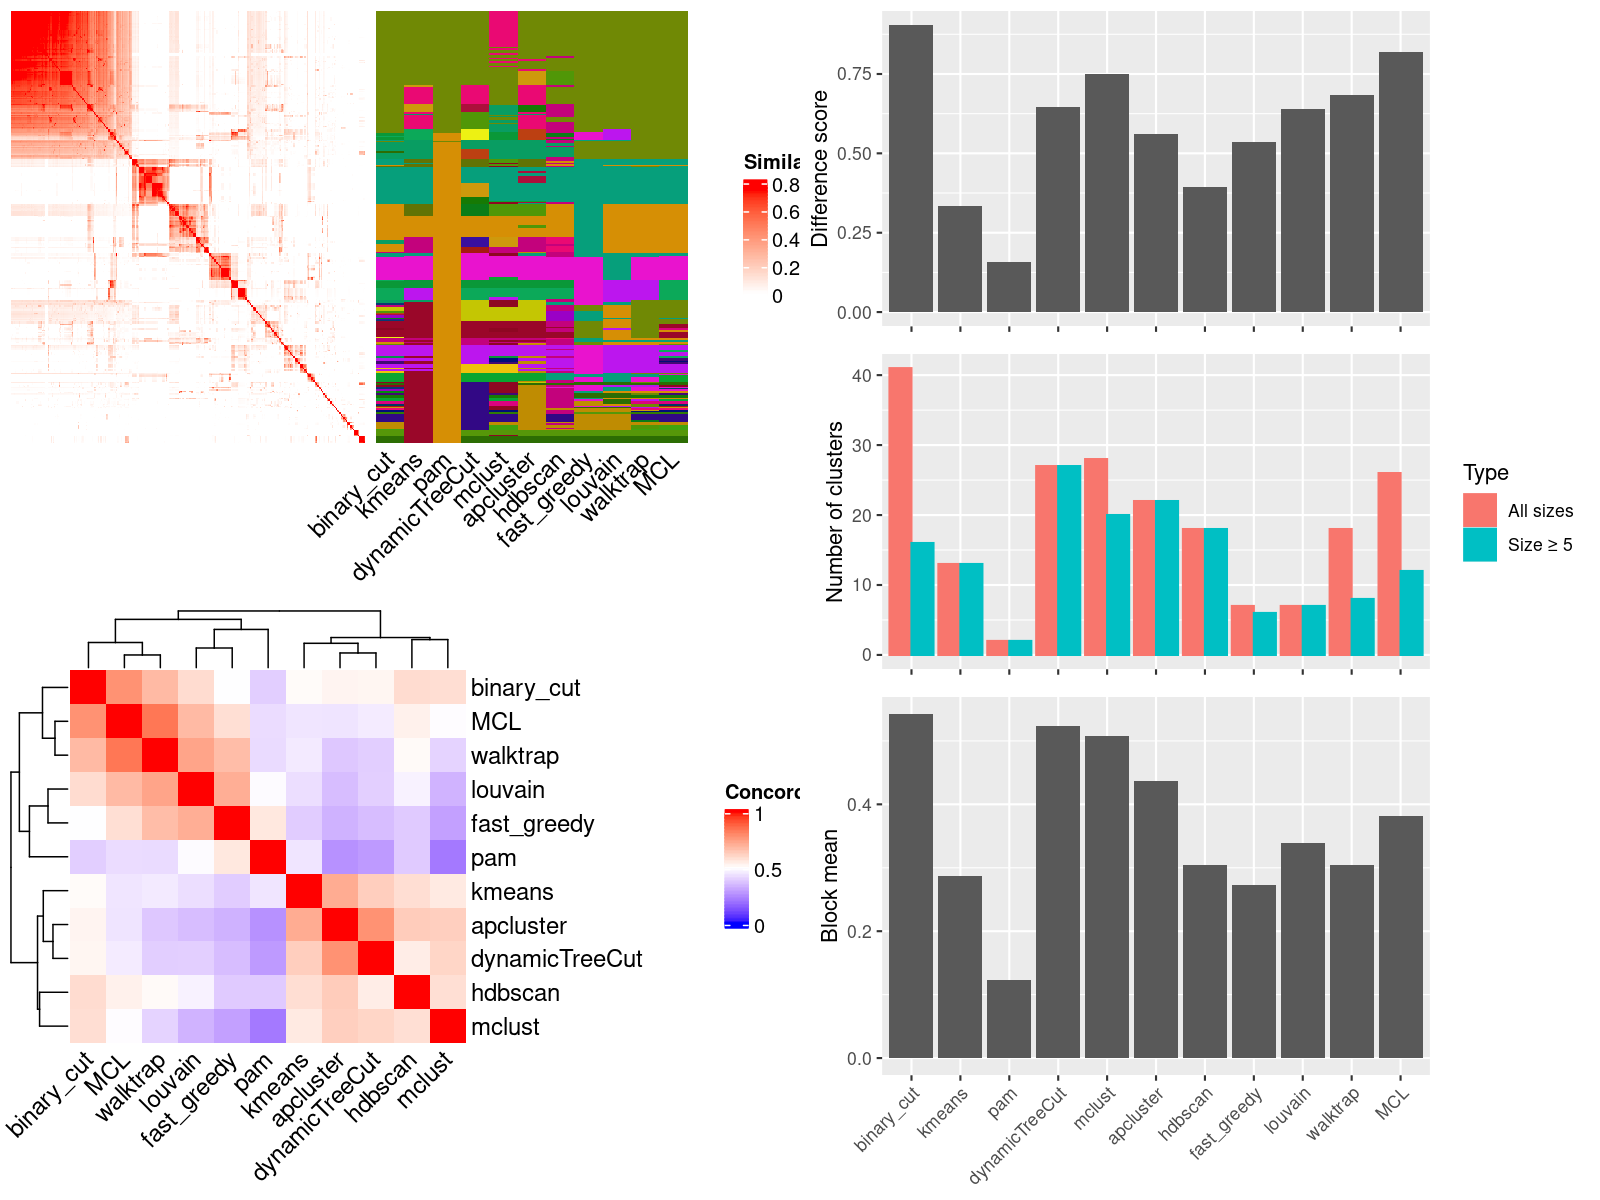 Simila
0.8
0.6
0.4
0.2
0
binary_cut
kmeans
pam
dynamicTreeCut
mclust
apcluster
hdbscan
fast_greedy
louvain
walktrap
MCL
Difference score
0.75
0.50
0.25
0.00
Number of clusters
40
30
20
10
0
Type
All sizes
Size ≥ 5
binary_cut
MCL
walktrap
louvain
fast_greedy
pam
kmeans
apcluster
dynamicTreeCut
hdbscan
mclust
binary_cut
MCL
walktrap
louvain
fast_greedy
pam
kmeans
apcluster
dynamicTreeCut
hdbscan
mclust
Concord
1
0.5
0
Block mean
0.4
0.2
0.0
binary_cut
kmeans
pam
dynamicTreeCut
mclust
apcluster
hdbscan
fast_greedy
louvain
walktrap
MCL